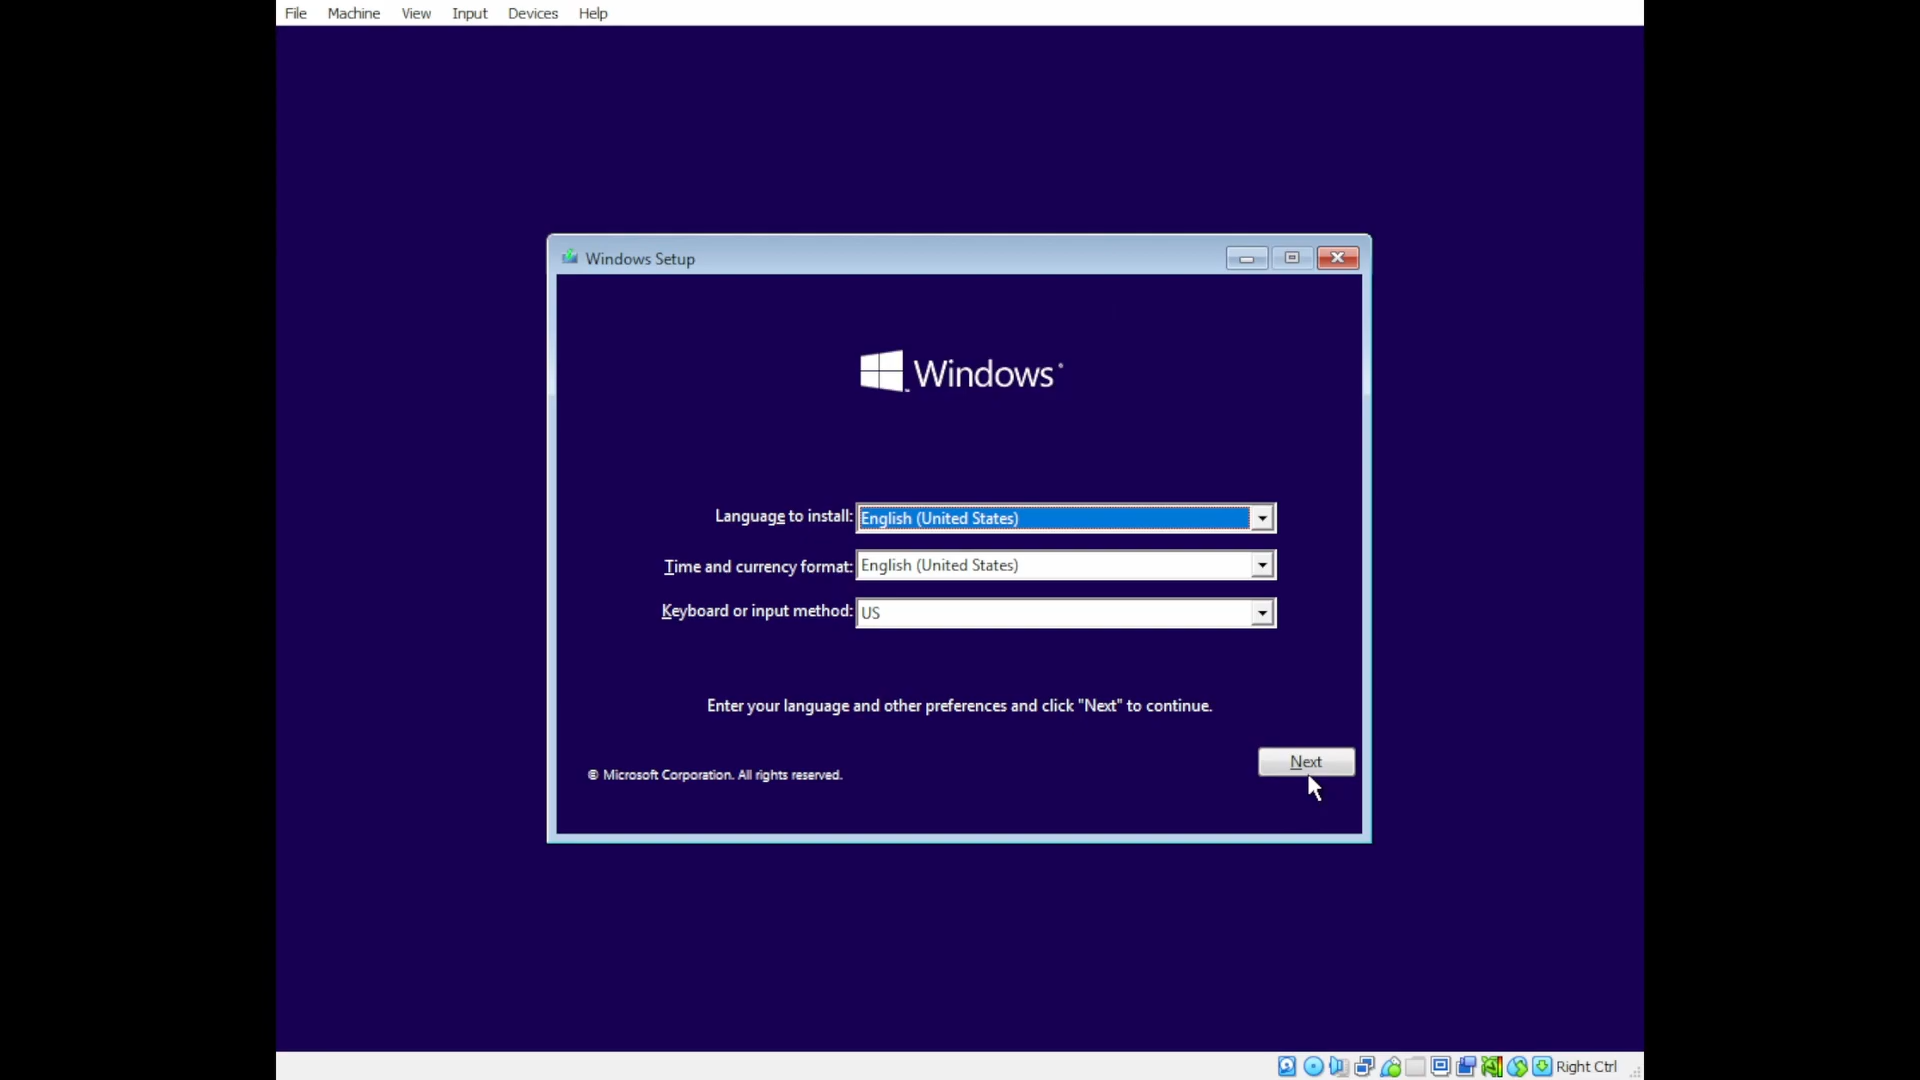 File Machine View Input Devices Help
Windows Setup
Windows
Language to install: English (United States)
Time and currency format: English (United States)
Keyboard or input method: US
Enter your language and other preferences and click "Next" to continue.
Next
© Microsoft Corporation. All rights reserved.
Right Ctrl